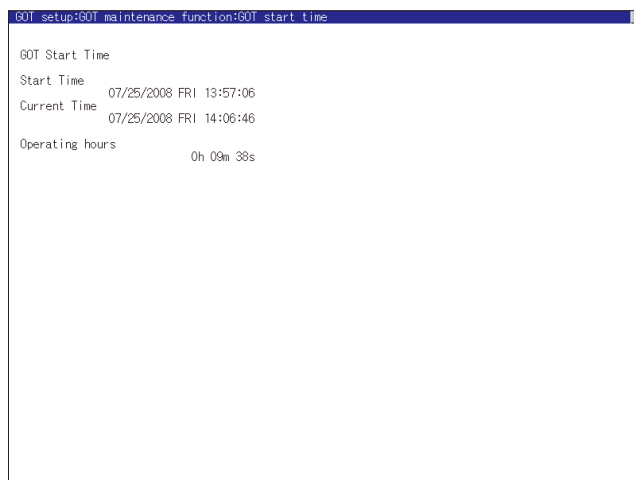 GOT setup:GOT maintenance function:GOT start time
GOT Start Time
Start Time
07/25/2008 FRI 13:57:06
Current Time
07/25/2008 FRI 14:06:46
Operating hours
0h 09m 38s